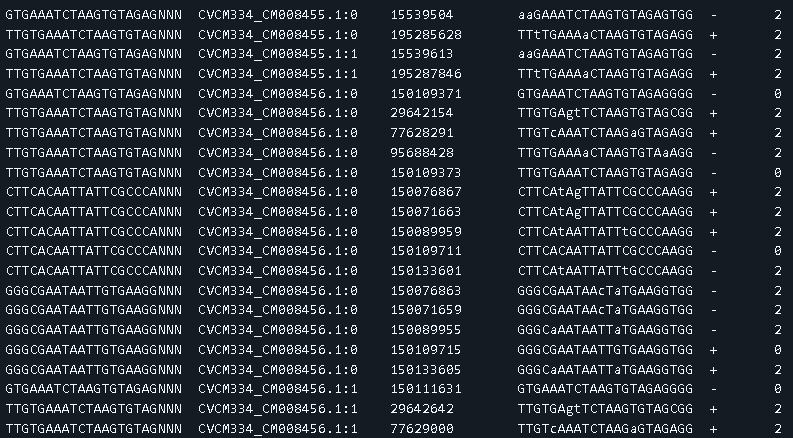 GTGAAATCTAAGTGTAGAGNNN CVCM334_CM008455.1:0 15539504 aaGAAATCTAAGTGTAGAGTGG - 2
TTGTGAAATCTAAGTGTAGNNN CVCM334_CM008455.1:0 195285628 TTtTGAAAaCTAAGTGTAGAGG + 2
GTGAAATCTAAGTGTAGAGNNN CVCM334_CM008455.1:1 15539613 aaGAAATCTAAGTGTAGAGTGG - 2
TTGTGAAATCTAAGTGTAGNNN CVCM334_CM008455.1:1 195287846 TTtTGAAAaCTAAGTGTAGAGG + 2
GTGAAATCTAAGTGTAGAGNNN CVCM334_CM008456.1:0 150109371 GTGAAATCTAAGTGTAGAGGGG - 0
TTGTGAAATCTAAGTGTAGNNN CVCM334_CM008456.1:0 29642154 TTGTGAgtTCTAAGTGTAGCGG + 2
TTGTGAAATCTAAGTGTAGNNN CVCM334_CM008456.1:0 77628291 TTGTcAAATCTAAGaGTAGAGG + 2
TTGTGAAATCTAAGTGTAGNNN CVCM334_CM008456.1:0 95688428 TTGTGAAAaCTAAGTGTAaAGG - 2
TTGTGAAATCTAAGTGTAGNNN CVCM334_CM008456.1:0 150109373 TTGTGAAATCTAAGTGTAGAGG - 0
CTTCACAATTATTCGCCCANNN CVCM334_CM008456.1:0 150076867 CTTCAtAgTTATTCGCCCAAGG + 2
CTTCACAATTATTCGCCCANNN CVCM334_CM008456.1:0 150071663 CTTCAtAgTTATTCGCCCAAGG + 2
CTTCACAATTATTCGCCCANNN CVCM334_CM008456.1:0 150089959 CTTCAtAATTATTtGCCCAAGG + 2
CTTCACAATTATTCGCCCANNN CVCM334_CM008456.1:0 150109711 CTTCACAATTATTCGCCCAAGG - 0
CTTCACAATTATTCGCCCANNN CVCM334_CM008456.1:0 150133601 CTTCAtAATTATTtGCCCAAGG - 2
GGGCGAATAATTGTGAAGGNNN CVCM334_CM008456.1:0 150076863 GGGCGAATAAcTaTGAAGGTGG - 2
GGGCGAATAATTGTGAAGGNNN CVCM334_CM008456.1:0 150071659 GGGCGAATAAcTaTGAAGGTGG - 2
GGGCGAATAATTGTGAAGGNNN CVCM334_CM008456.1:0 150089955 GGGCaAATAATTaTGAAGGTGG - 2
GGGCGAATAATTGTGAAGGNNN CVCM334_CM008456.1:0 150109715 GGGCGAATAATTGTGAAGGTGG + 0
GGGCGAATAATTGTGAAGGNNN CVCM334_CM008456.1:0 150133605 GGGCaAATAATTaTGAAGGTGG + 2
GTGAAATCTAAGTGTAGAGNNN CVCM334_CM008456.1:1 150111631 GTGAAATCTAAGTGTAGAGGGG - 0
TTGTGAAATCTAAGTGTAGNNN CVCM334_CM008456.1:1 29642642 TTGTGAgtTCTAAGTGTAGCGG + 2
TTGTGAAATCTAAGTGTAGNNN CVCM334_CM008456.1:1 77629000 TTGTcAAATCTAAGaGTAGAGG + 2